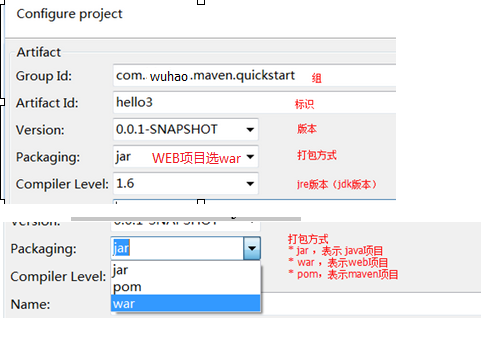 Configure project
Artifact
Group Id: com. wuhao .maven.quickstart 组
Artifact Id: hello3 标识
Version: 0.0.1-SNAPSHOT 版本
Packaging: jar WEB项目选war 打包方式
Compiler Level: 1.6 jre版本（jdk版本）
Version: 0.0.1-SNAPSHOT
Packaging: jar 打包方式
* jar ，表示 java项目
Compiler Level: jar * war ，表示web项目
pom * pom，表示maven项目
Name: war